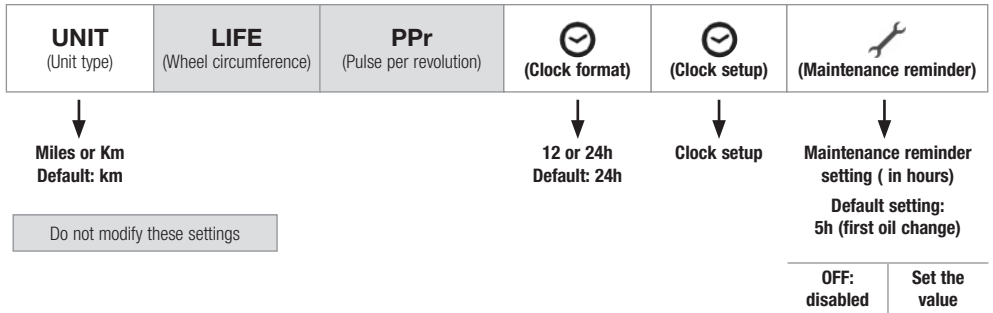 UNIT
(Unit type)
LIFE
(Wheel circumference)
PPr
(Pulse per revolution)
(Clock format)
(Clock setup)
(Maintenance reminder)
Miles or Km
Default: km
12 or 24h
Default: 24h
Clock setup
Maintenance reminder
setting ( in hours)
Default setting:
5h (first oil change)
Do not modify these settings
OFF:
disabled
Set the
value